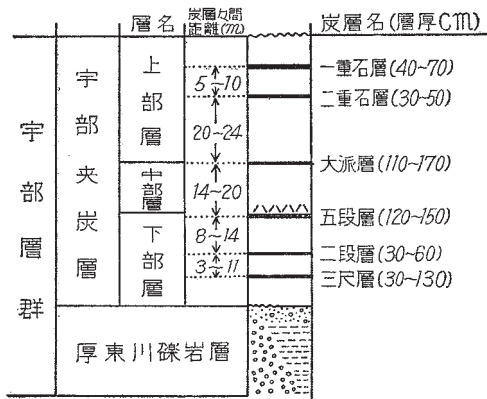 層名
炭層々間
距離(m)
炭層名(層厚CM)
宇部層群
宇部夾炭層
上部層
中部層
下部層
5~10
20~24
14~20
8~14
3~11
一重石層(40~70)
二重石層(30~50)
大派層(110~170)
五段層(120~150)
二段層(30~60)
三尺層(30~130)
厚東川礫岩層